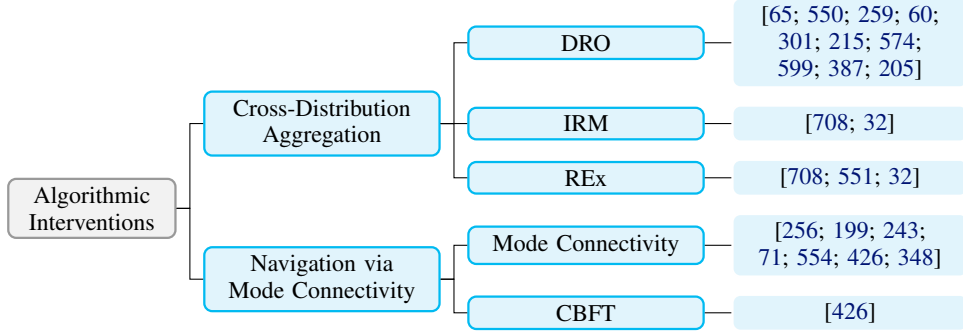 Algorithmic
Interventions
Cross-Distribution
Aggregation
DRO
[65; 550; 259; 60;
301; 215; 574;
599; 387; 205]
IRM
[708; 32]
REx
[708; 551; 32]
Navigation via
Mode Connectivity
Mode Connectivity
[256; 199; 243;
71; 554; 426; 348]
CBFT
[426]